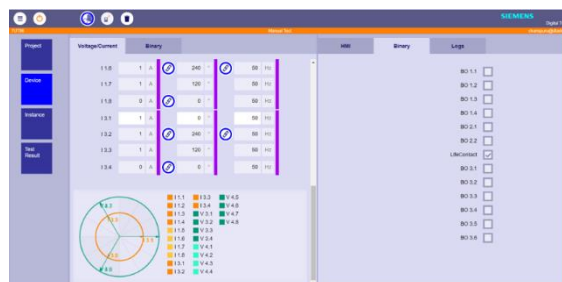 SIEMENS
Manual Test
Project
Device
Instance
Test Result
Voltage/Current Binary
I 1.6 1 A 240 ° 50 Hz
I 1.7 1 A 120 ° 50 Hz
I 1.8 0 A 0 ° 50 Hz
I 3.1 1 A 0 ° 50 Hz
I 3.2 1 A 240 ° 50 Hz
I 3.3 1 A 120 ° 50 Hz
I 3.4 0 A 0 ° 50 Hz
I 1.1 I 3.3 V 4.5
I 1.2 I 3.4 V 4.6
I 1.3 V 3.1 V 4.7
I 1.4 V 3.2 V 4.8
I 1.5 V 3.3
I 1.6 V 3.4
I 1.7 V 4.1
I 1.8 V 4.2
I 3.1 V 4.3
I 3.2 V 4.4
HMI Binary Logs
BO 1.1
BO 1.2
BO 1.3
BO 1.4
BO 2.1
BO 2.2
LifeContact
BO 3.1
BO 3.2
BO 3.3
BO 3.4
BO 3.5
BO 3.6